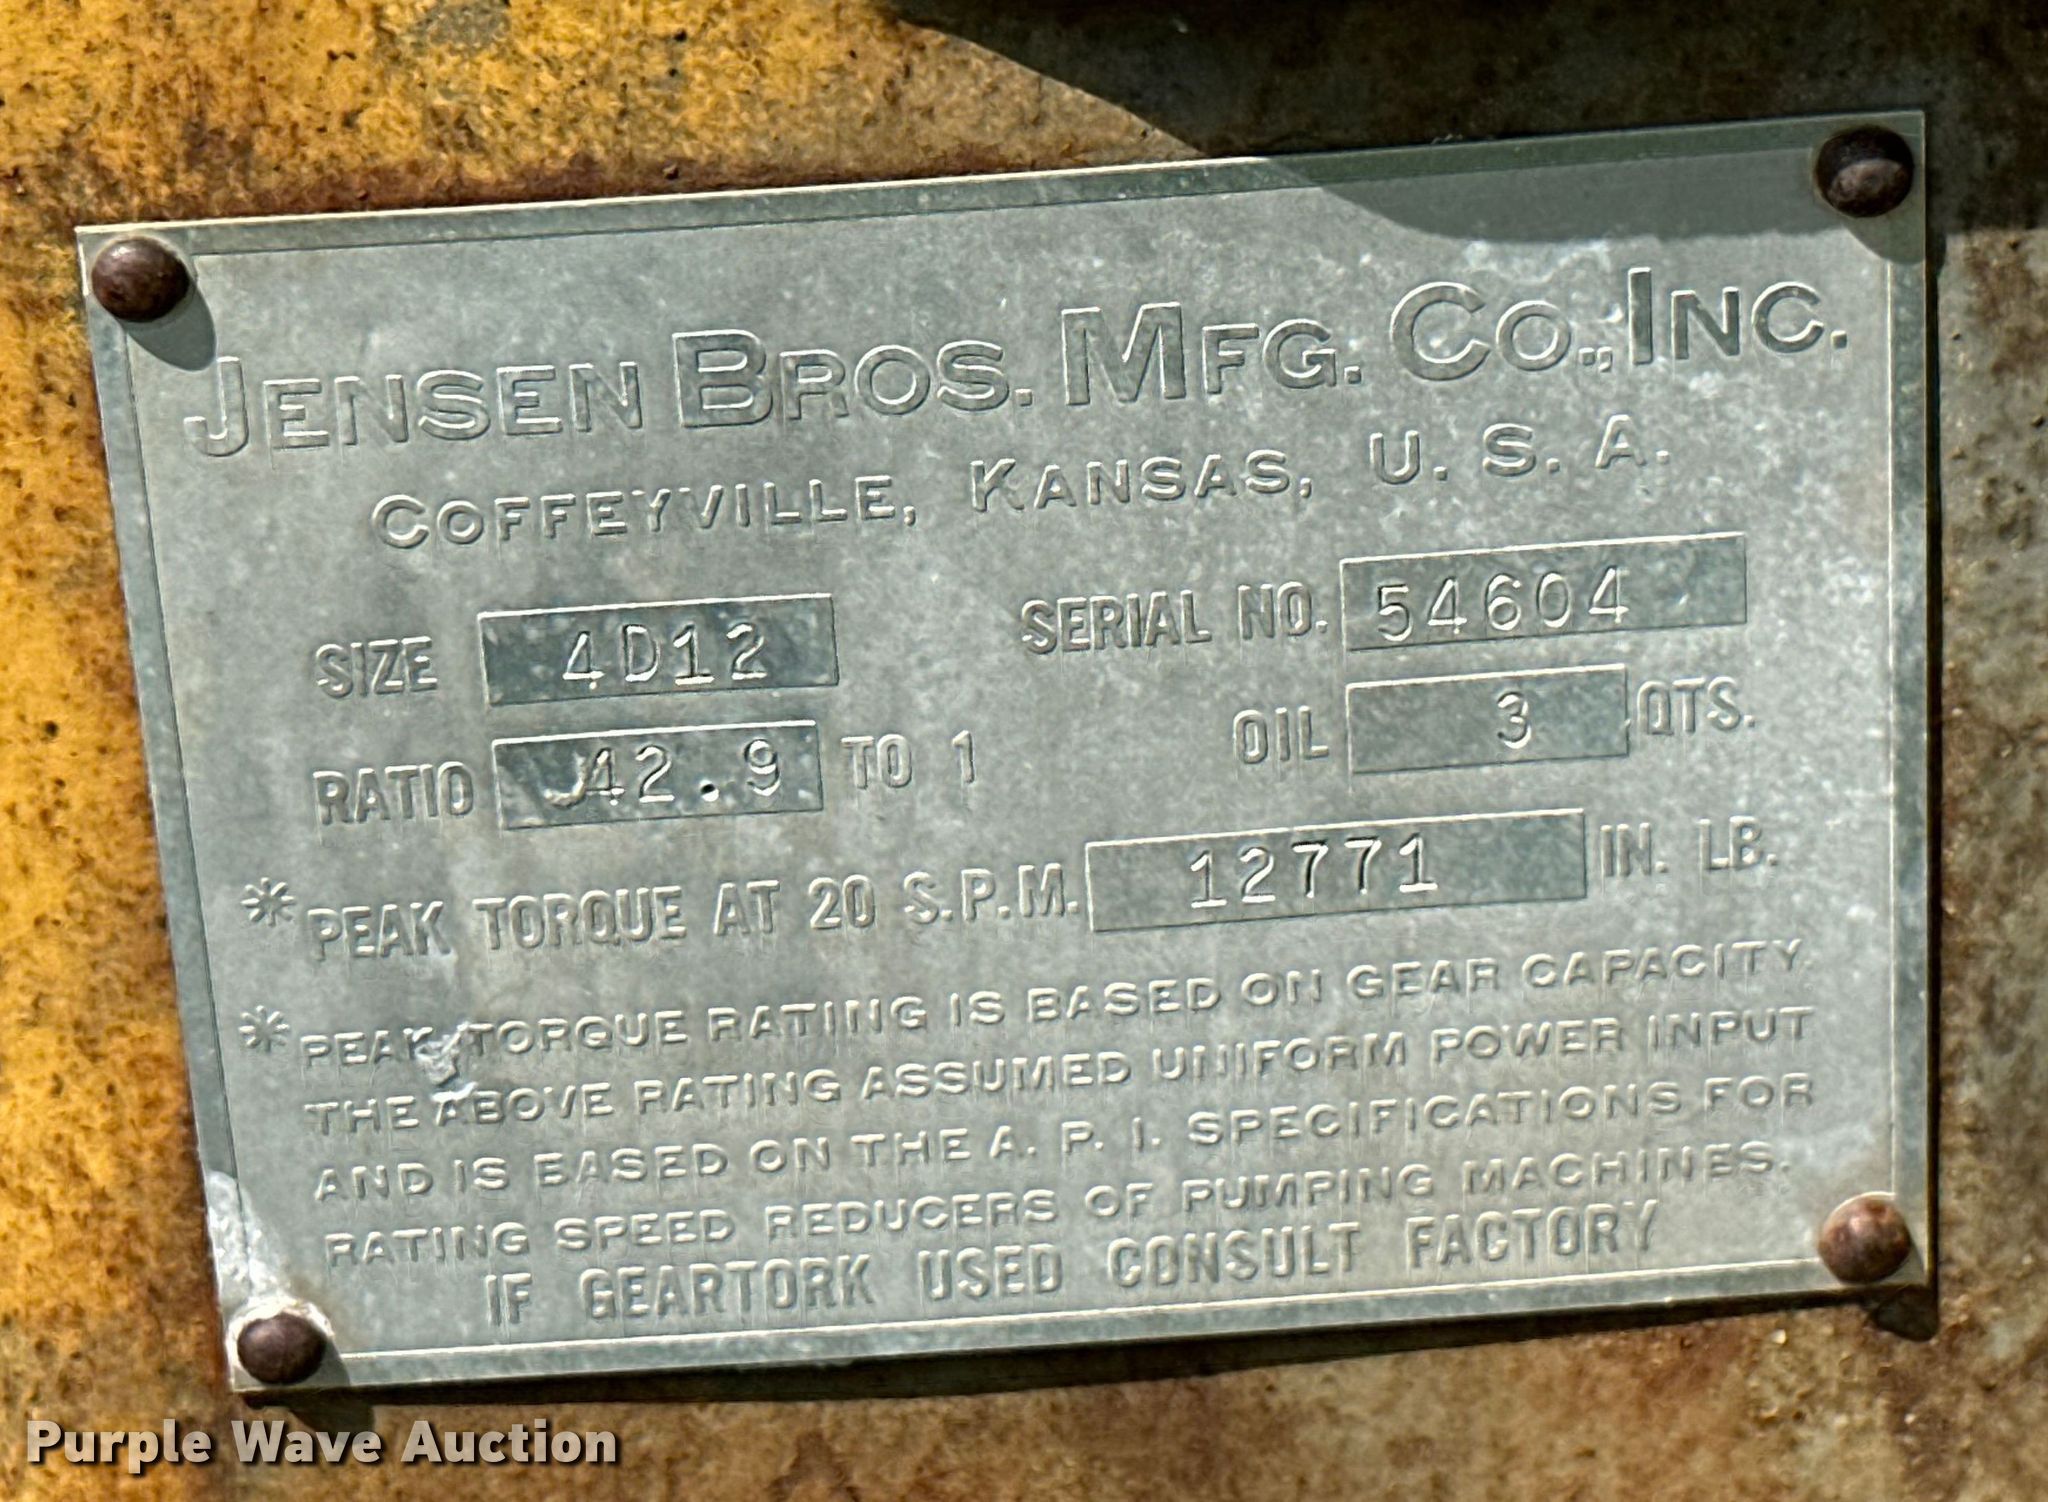 JENSEN BROS. MFG. CO., INC.
COFFEYVILLE, KANSAS, U. S. A.
SIZE 4D12 SERIAL NO. 54604
RATIO 42.9 TO 1 OIL 3 QTS.
* PEAK TORQUE AT 20 S.P.M. 12771 IN. LB.
* PEAK TORQUE RATING IS BASED ON GEAR CAPACITY.
THE ABOVE RATING ASSUMED UNIFORM POWER INPUT
AND IS BASED ON THE A. P. I. SPECIFICATIONS FOR
RATING SPEED REDUCERS OF PUMPING MACHINES.
IF GEARTORK USED CONSULT FACTORY
Purple Wave Auction